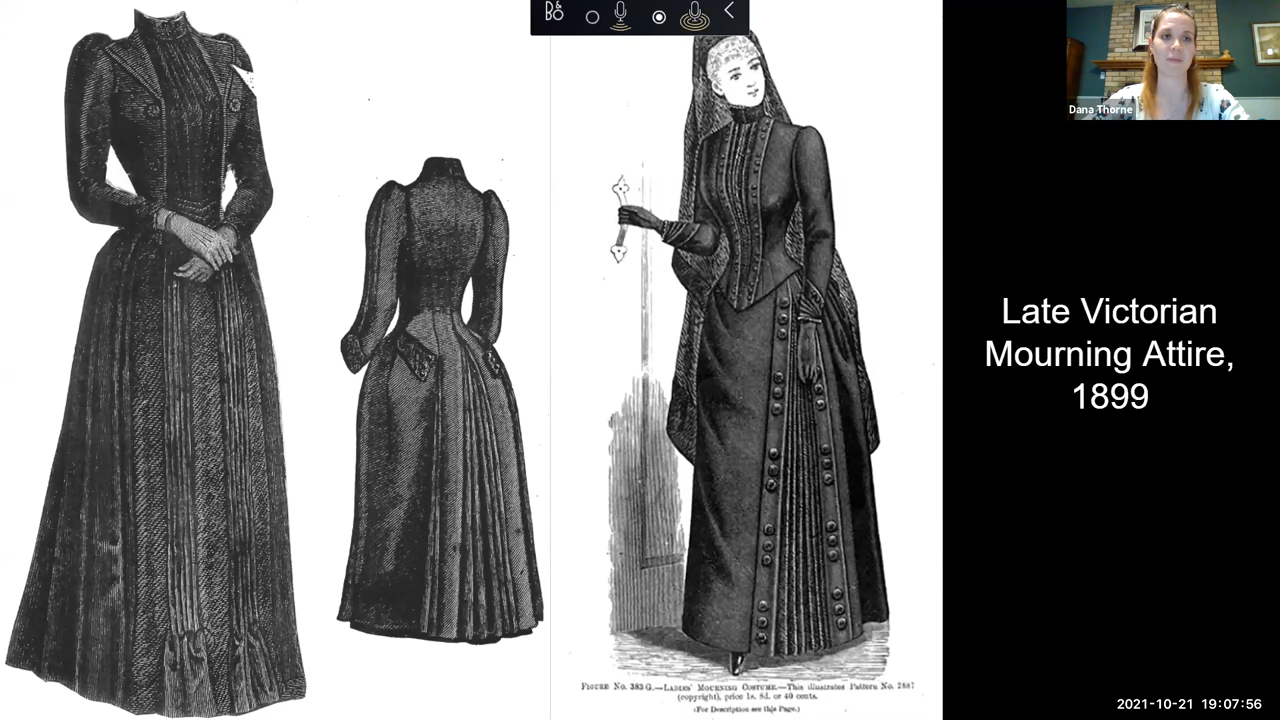 B&O
Dana Thorne
Late Victorian
Mourning Attire,
1899
FIGURE No. 383 G.—LADIES' MOURNING COSTUME.—This illustrates Pattern No. 2887
(copyright), price 1s. 8d. or 40 cents.
(For Description see this Page.)
2021-10-21 19:07:56